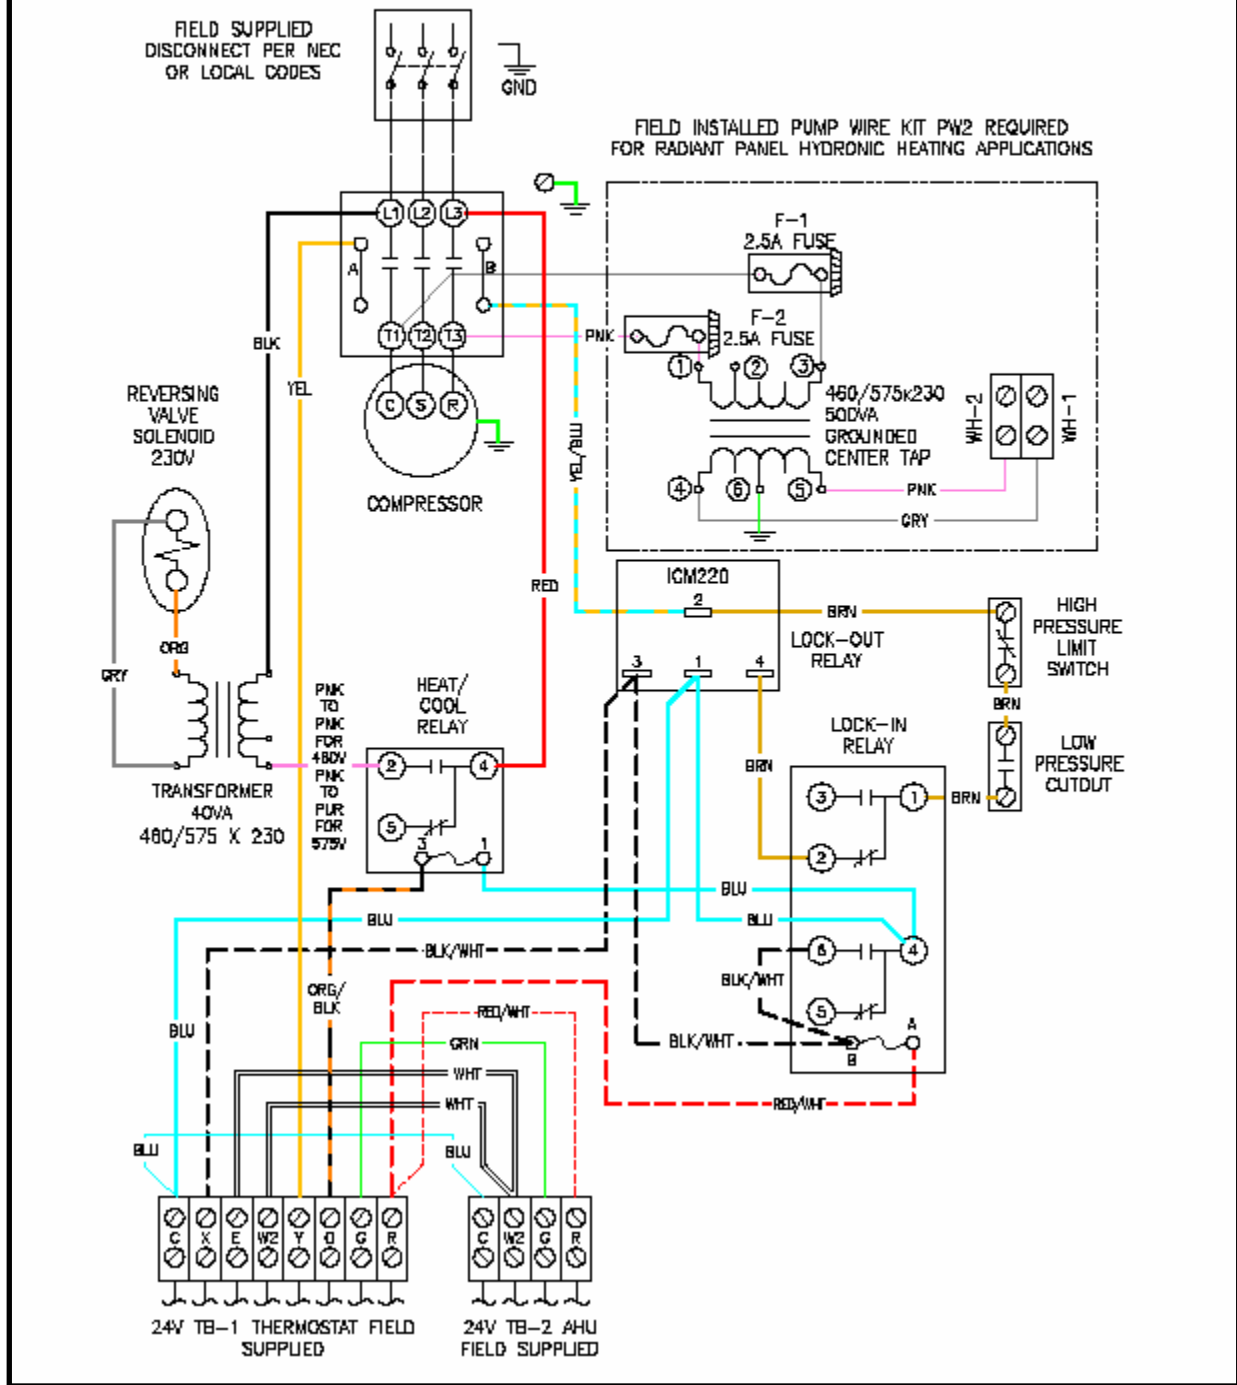 FIELD SUPPLIED
DISCONNECT PER NEC
OR LOCAL CODES
GND
FIELD INSTALLED PUMP WIRE KIT PW2 REQUIRED
FOR RADIANT PANEL HYDRONIC HEATING APPLICATIONS
L1 L2 L3
A B
T1 T2 T3
C S R
COMPRESSOR
F-1
2.5A FUSE
F-2
2.5A FUSE
PNK
1 2 3
460/575x230
500VA
GROUNDED
CENTER TAP
4 6 5
WH-2
WH-1
PNK
GRY
BLK
YEL
YEL/BLU
RED
REVERSING
VALVE
SOLENOID
230V
ORG
GRY
TRANSFORMER
40VA
460/575 X 230
PNK
TO
PNK
FOR
460V
PNK
TO
PUR
FOR
575V
HEAT/
COOL
RELAY
2 4
5
3 1
ICM220
2
3 1 4
LOCK-OUT
RELAY
BRN
HIGH
PRESSURE
LIMIT
SWITCH
BRN
LOW
PRESSURE
CUTOUT
BRN
BRN
LOCK-IN
RELAY
3 1
2
6 4
5
A
B
BLU
BLU
BLU
BLK/WHT
BLK/WHT
BLK/WHT
ORG/
BLK
BLU
RED/WHT
GRN
WHT
WHT
RED/WHT
BLU
BLU
C X E W2 Y O G R
C W2 G R
24V TB-1 THERMOSTAT FIELD
SUPPLIED
24V TB-2 AHU
FIELD SUPPLIED